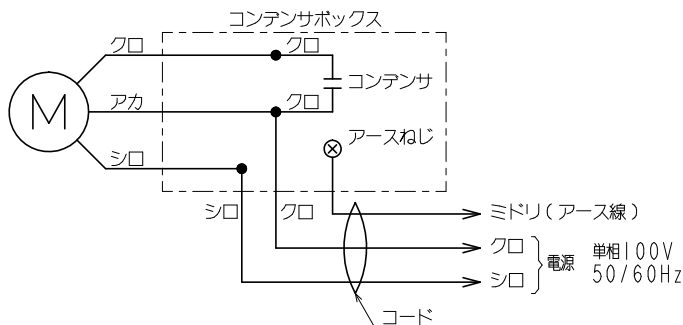 コンデンサボックス
クロ
クロ
コンデンサ
M
アカ
クロ
アースねじ
シロ
シロ
クロ
ミドリ(アース線)
クロ
電源
単相100V
50/60Hz
シロ
コード